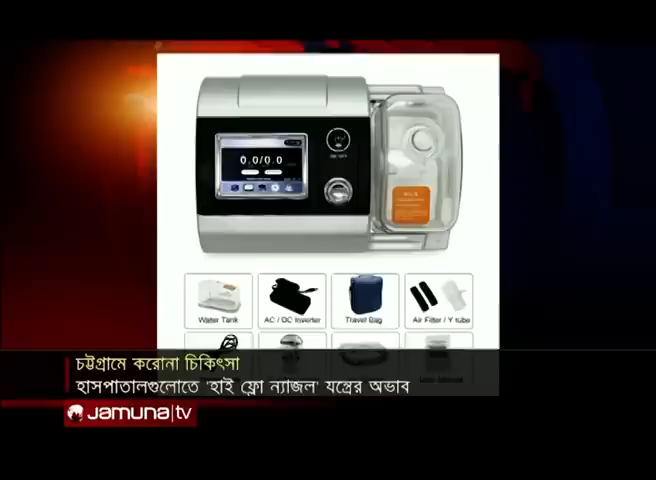 0.0/0.0
Water Tank
AC / DC Inverter
Travel Bag
Air Filter / Y tube
চট্টগ্রামে করোনা চিকিৎসা
হাসপাতালগুলোতে 'হাই ফ্লো ন্যাজল' যন্ত্রের অভাব
Jamuna|tv